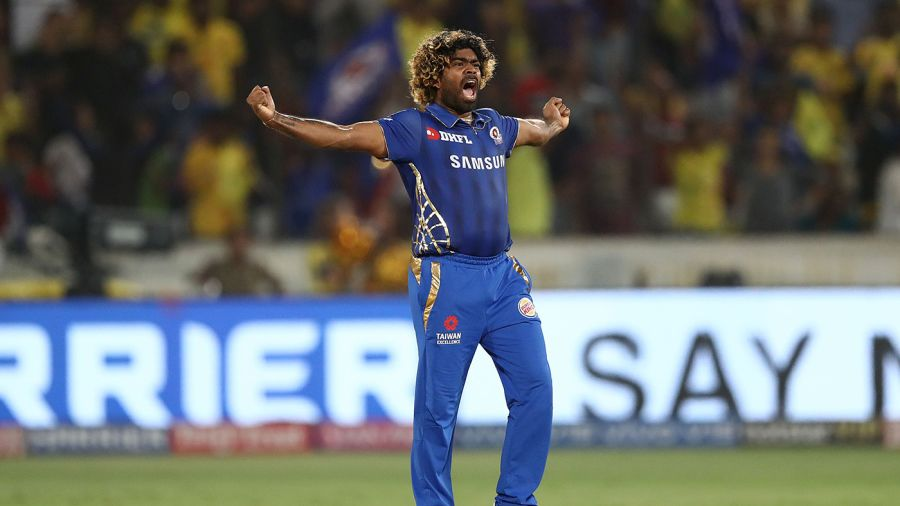 DHFL
SAMSUNG
TAIWAN
EXCELLENCE
RRIER
SAY